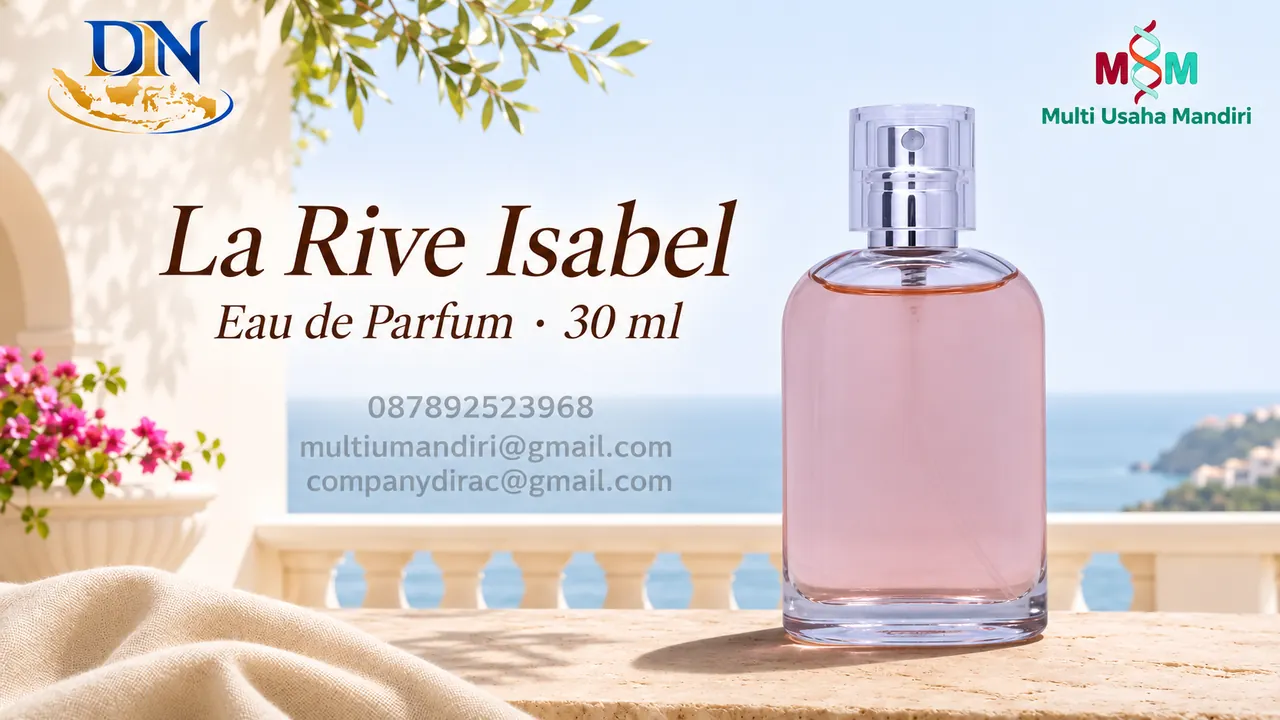 DIN
MSM
Multi Usaha Mandiri
La Rive Isabel
Eau de Parfum · 30 ml
087892523968
multiumandiri@gmail.com
companydirac@gmail.com